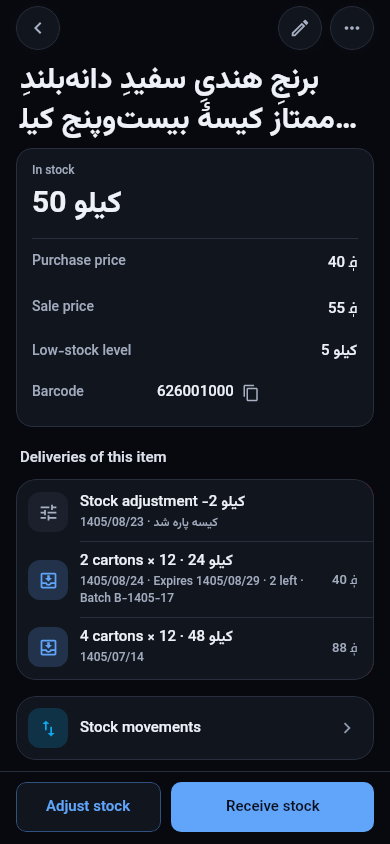 برنجِ هندیِ سفیدِ دانه‌بلندِ
ممتاز کیسهٔ بیست‌وپنج کیل…
In stock
50 کیلو
Purchase price
40 ؋
Sale price
55 ؋
Low-stock level
5 کیلو
Barcode
626001000
Deliveries of this item
Stock adjustment -2 کیلو
1405/08/23 · کیسه پاره شد
2 cartons × 12 · 24 کیلو
1405/08/24 · Expires 1405/08/29 · 2 left ·
Batch B-1405-17
40 ؋
4 cartons × 12 · 48 کیلو
1405/07/14
88 ؋
Stock movements
Adjust stock
Receive stock